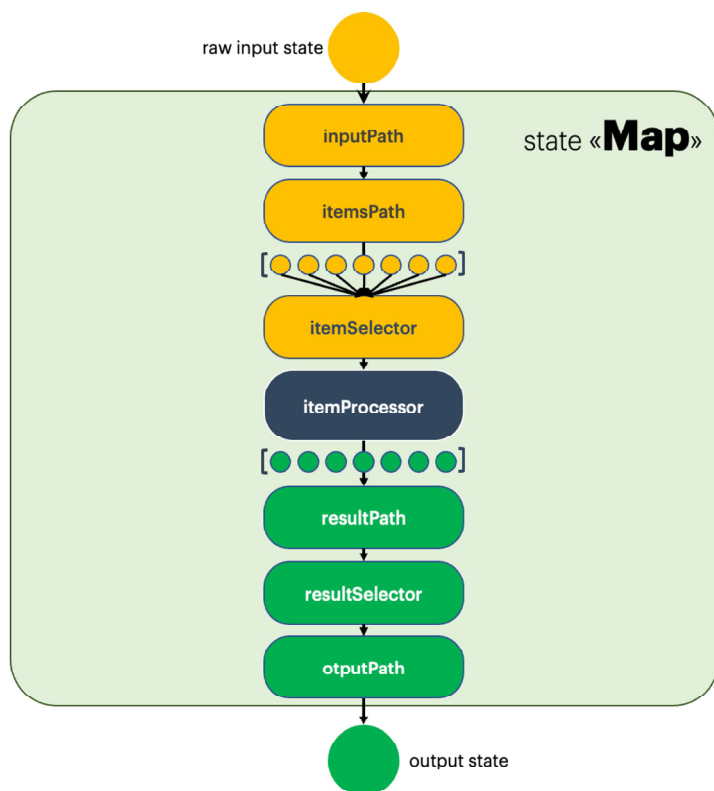 raw input state
state «Map»
inputPath
itemsPath
[ ]
itemSelector
itemProcessor
[ ]
resultPath
resultSelector
otputPath
output state